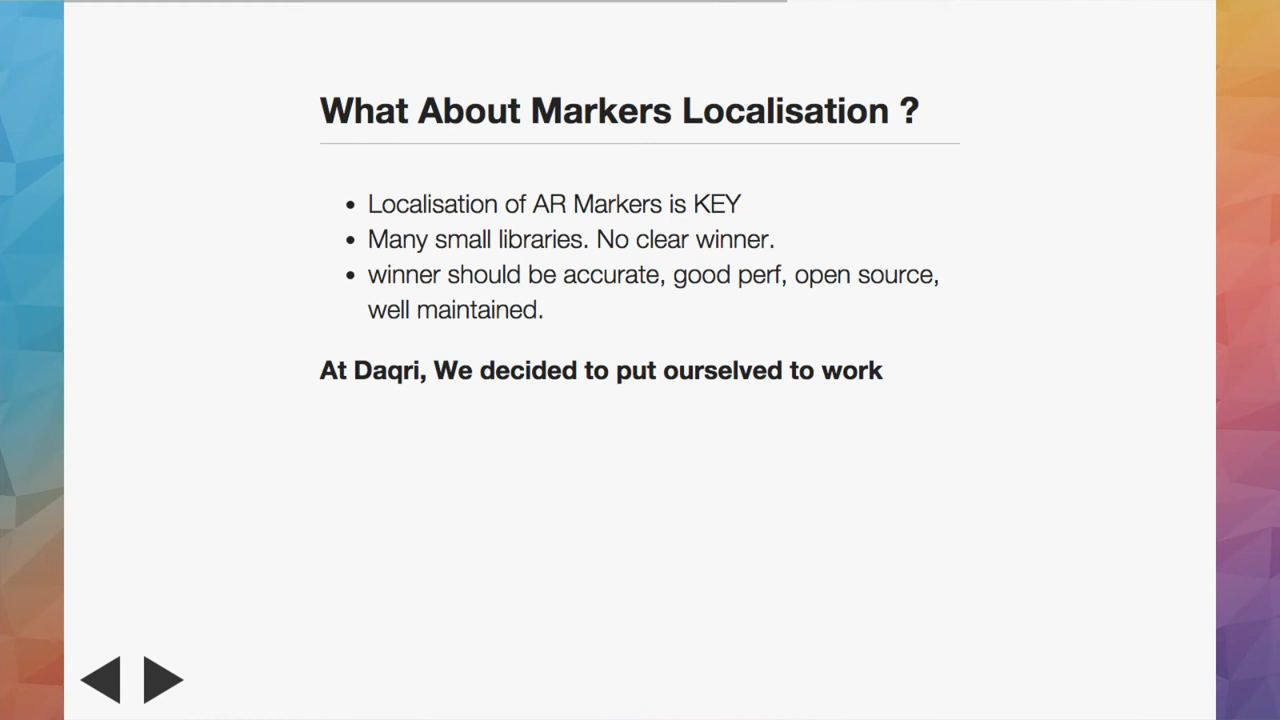 What About Markers Localisation ?
• Localisation of AR Markers is KEY
• Many small libraries. No clear winner.
• winner should be accurate, good perf, open source,
well maintained.
At Daqri, We decided to put ourselved to work